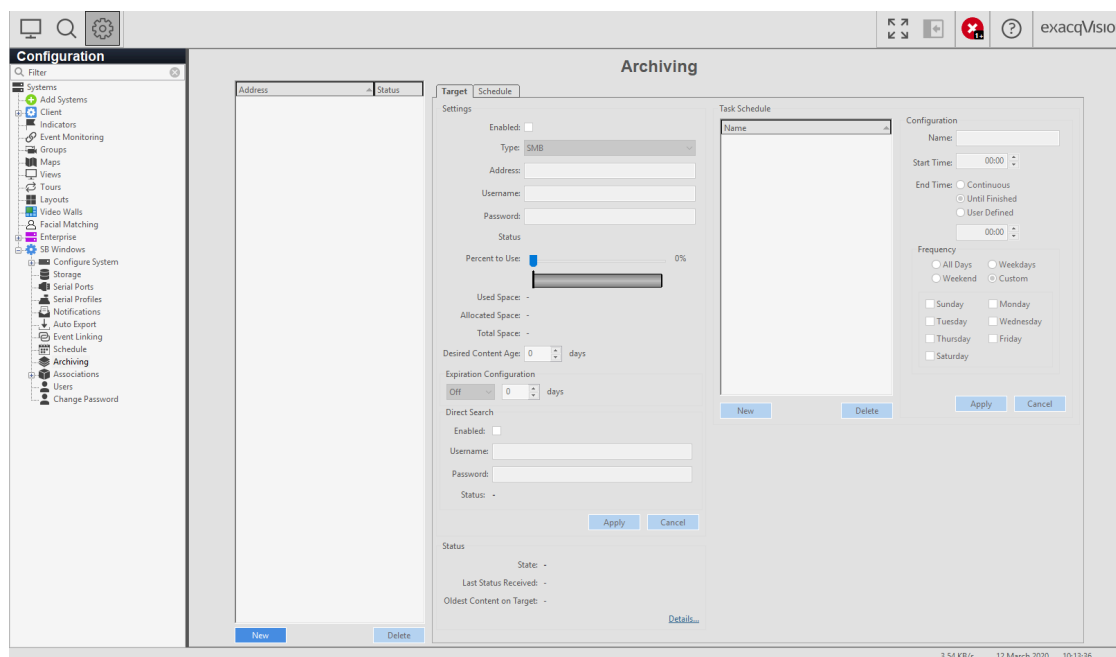 exacqVisio
Configuration
Filter
Systems
Add Systems
Client
Indicators
Event Monitoring
Groups
Maps
Views
Tours
Layouts
Video Walls
Facial Matching
Enterprise
SB Windows
Configure System
Storage
Serial Ports
Serial Profiles
Notifications
Auto Export
Event Linking
Schedule
Archiving
Associations
Users
Change Password
Archiving
Address Status
New Delete
Target Schedule
Settings
Enabled:
Type: SMB
Address:
Username:
Password:
Status
Percent to Use: 0%
Used Space: -
Allocated Space: -
Total Space: -
Desired Content Age: 0 days
Expiration Configuration
Off 0 days
Direct Search
Enabled:
Username:
Password:
Status: -
Apply Cancel
Status
State: -
Last Status Received: -
Oldest Content on Target: -
Details...
Task Schedule
Name
New Delete
Configuration
Name:
Start Time: 00:00
End Time: Continuous
Until Finished
User Defined
00:00
Frequency
All Days Weekdays
Weekend Custom
Sunday Monday
Tuesday Wednesday
Thursday Friday
Saturday
Apply Cancel
3.54 KB/s 12 March 2020 10:13:36